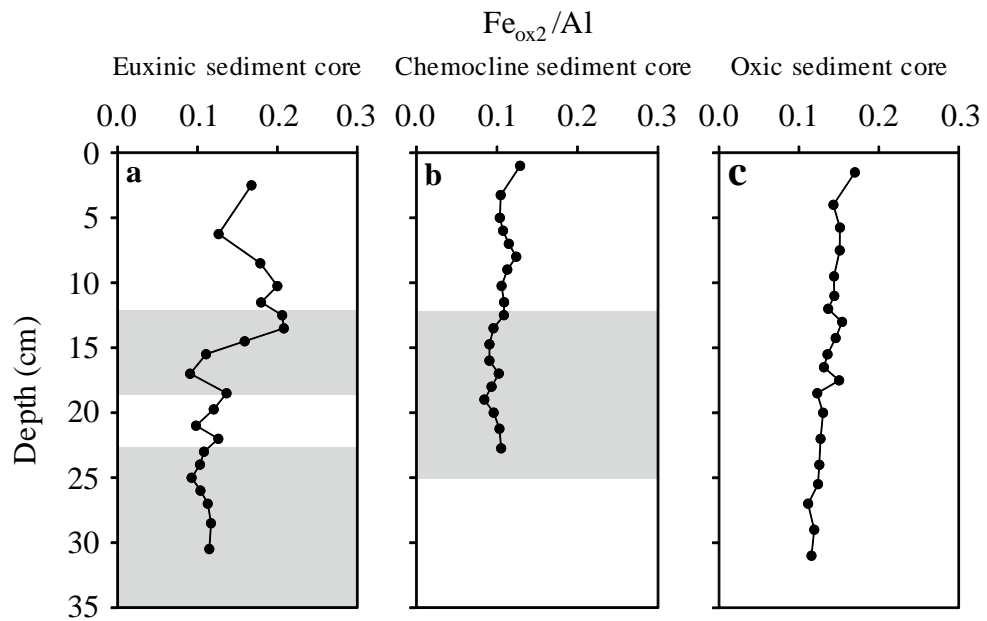 Fe_ox2/Al
Euxinic sediment core Chemocline sediment core Oxic sediment core
0.0 0.1 0.2 0.3 0.0 0.1 0.2 0.3 0.0 0.1 0.2 0.3
0 a b c
5
10
15
20
25
30
35
Depth (cm)